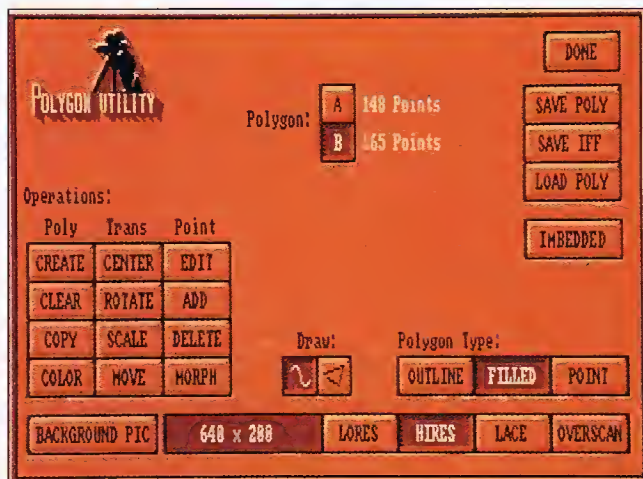 DONE
POLYGON UTILITY
Polygon: A 148 Points
B 165 Points
SAVE POLY
SAVE IFF
LOAD POLY
IMBEDDED
Operations:
Poly Trans Point
CREATE CENTER EDIT
CLEAR ROTATE ADD
COPY SCALE DELETE
COLOR MOVE MORPH
Draw:
Polygon Type:
OUTLINE FILLED POINT
BACKGROUND PIC 640 x 200 LORES HIRES LACE OVERSCAN